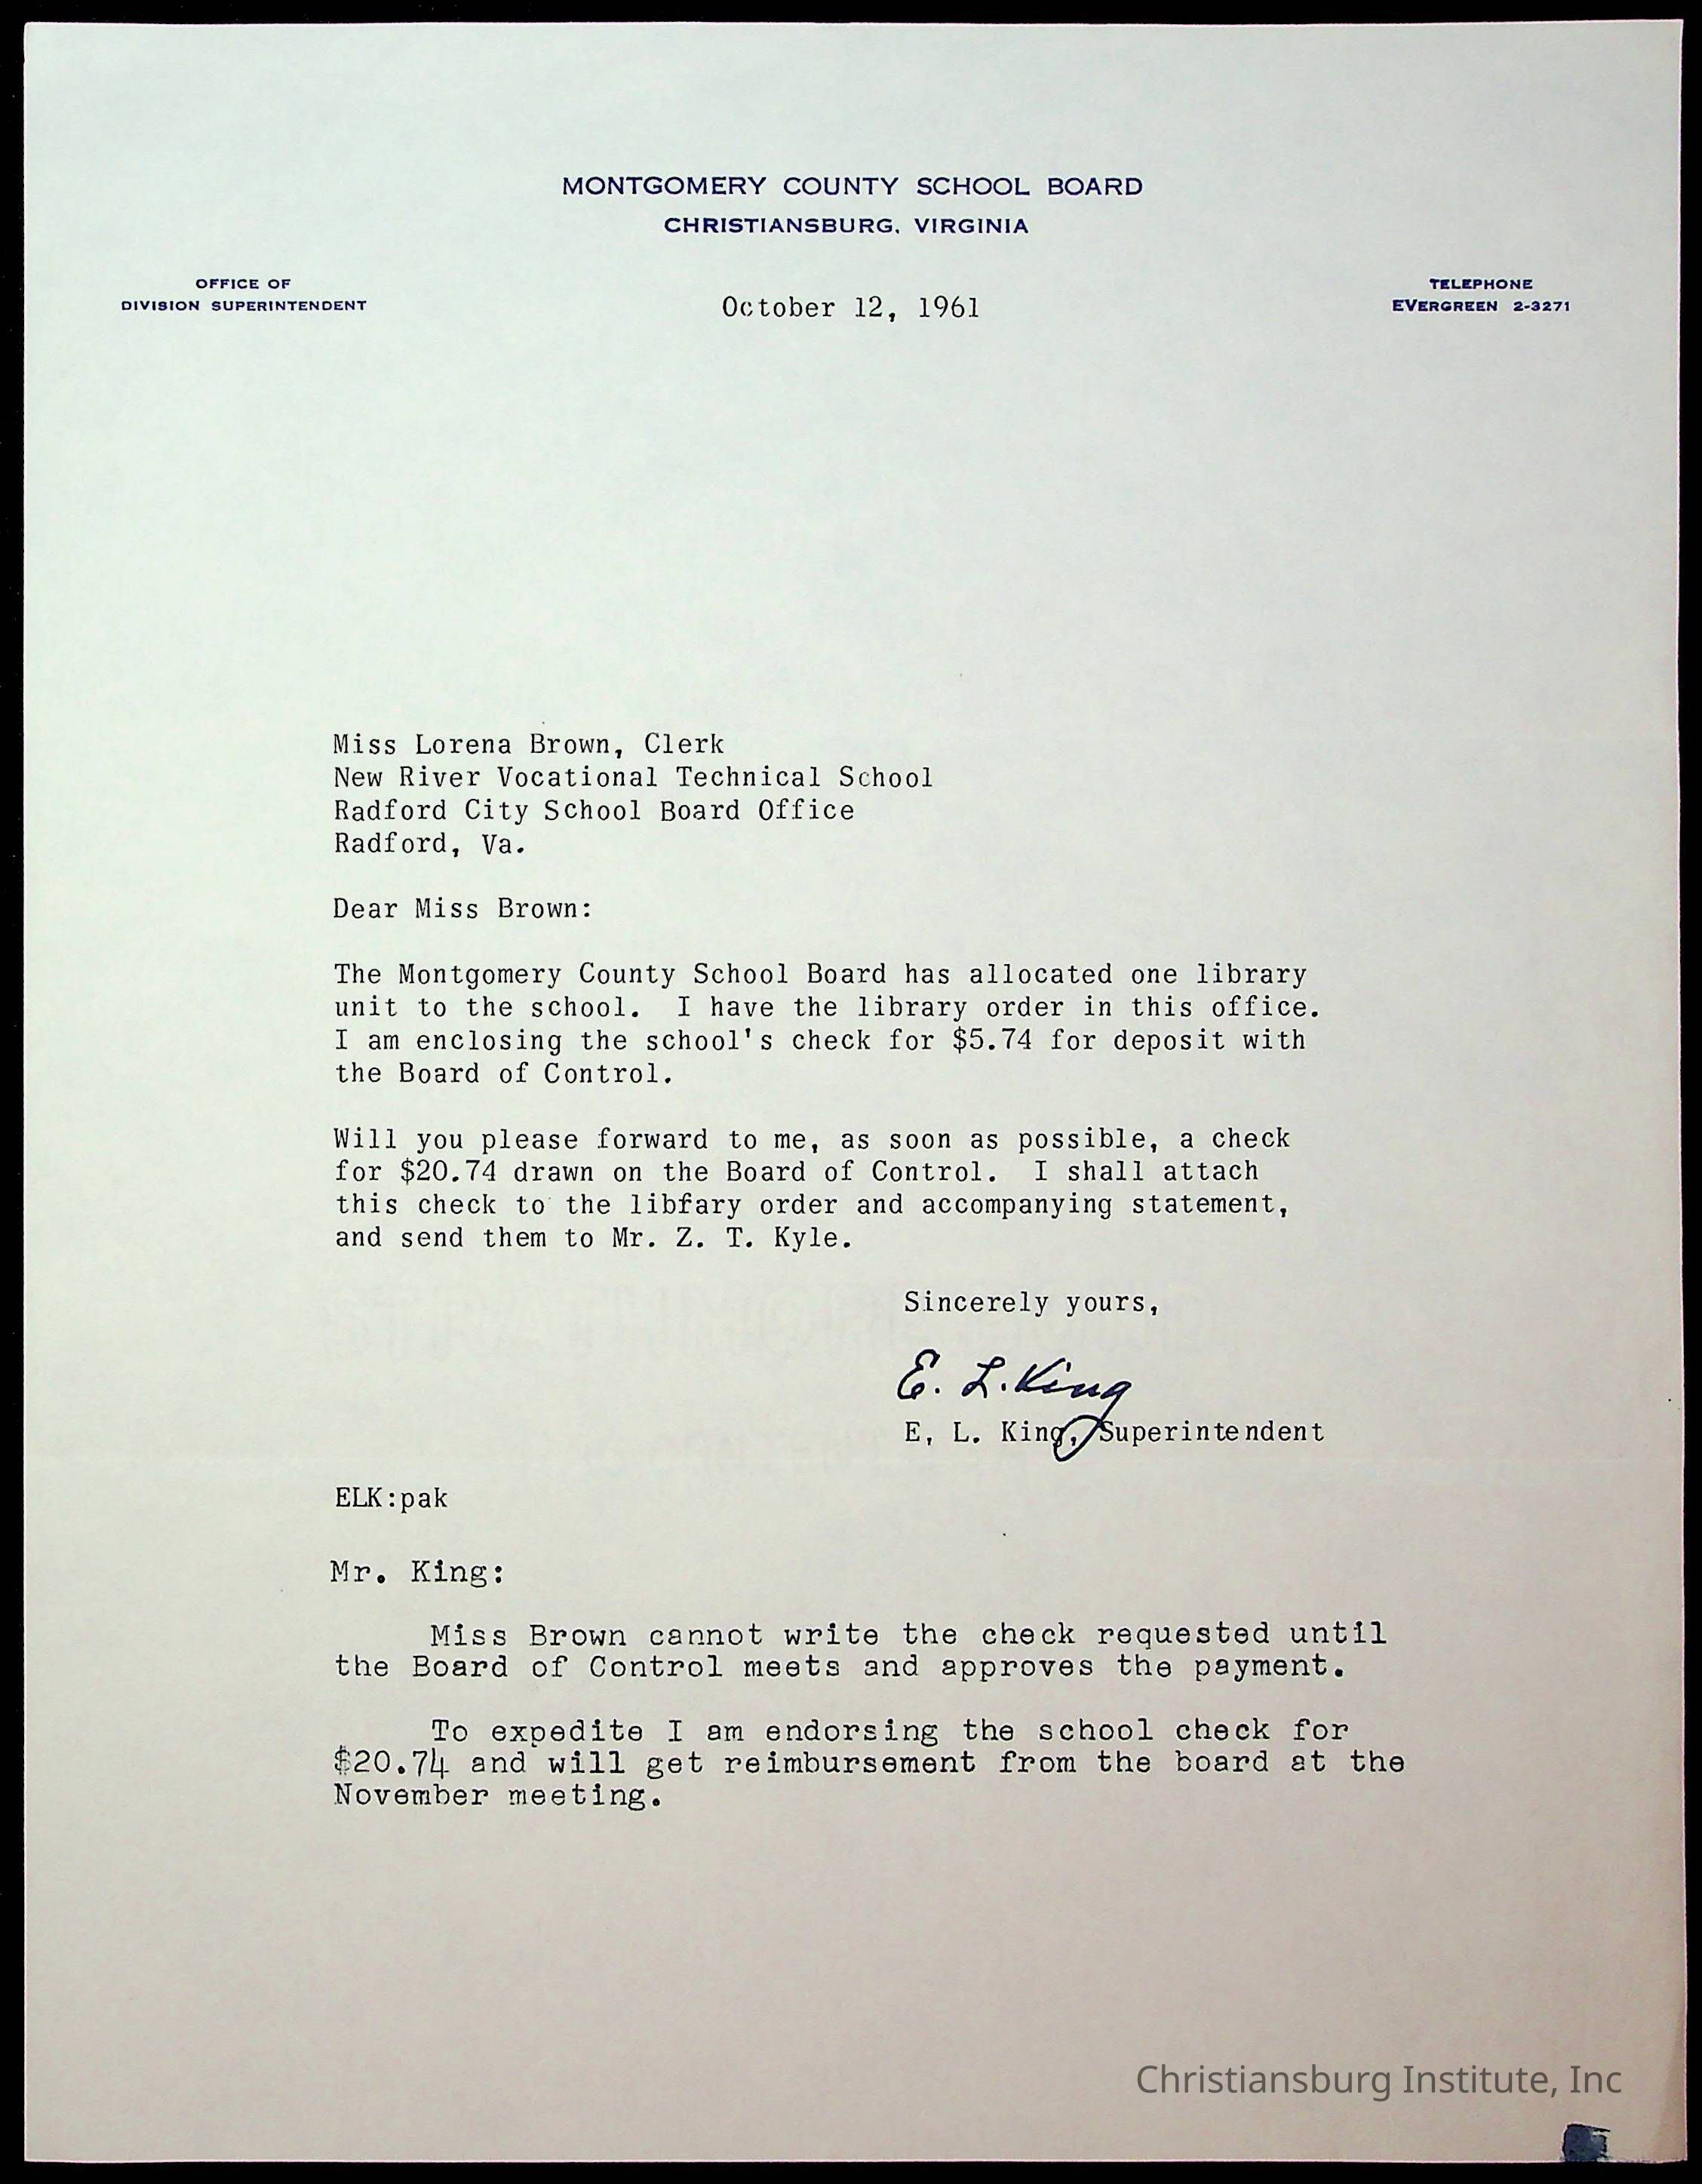 MONTGOMERY COUNTY SCHOOL BOARD
CHRISTIANSBURG, VIRGINIA
OFFICE OF
DIVISION SUPERINTENDENT
October 12, 1961
TELEPHONE
EVERGREEN 2-3271
Miss Lorena Brown, Clerk
New River Vocational Technical School
Radford City School Board Office
Radford, Va.
Dear Miss Brown:
The Montgomery County School Board has allocated one library
unit to the school. I have the library order in this office.
I am enclosing the school's check for $5.74 for deposit with
the Board of Control.
Will you please forward to me, as soon as possible, a check
for $20.74 drawn on the Board of Control. I shall attach
this check to the libfary order and accompanying statement,
and send them to Mr. Z. T. Kyle.
Sincerely yours,
E. L. King
E, L. King, Superintendent
ELK:pak
Mr. King:
Miss Brown cannot write the check requested until
the Board of Control meets and approves the payment.
To expedite I am endorsing the school check for
$20.74 and will get reimbursement from the board at the
November meeting.
Christiansburg Institute, Inc